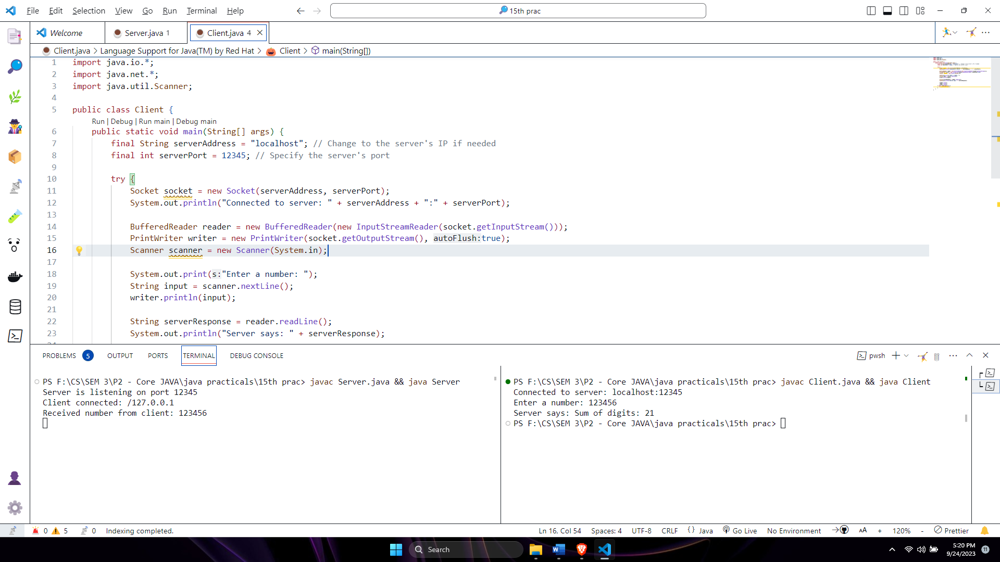 File Edit Selection View Go Run Terminal Help
15th prac
Welcome
Server.java 1
Client.java 4
Client.java > Language Support for Java(TM) by Red Hat > Client > main(String[])
1 import java.io.*;
2 import java.net.*;
3 import java.util.Scanner;
4
5 public class Client {
Run | Debug | Run main | Debug main
6 public static void main(String[] args) {
7 final String serverAddress = "localhost"; // Change to the server's IP if needed
8 final int serverPort = 12345; // Specify the server's port
9
10 try {
11 Socket socket = new Socket(serverAddress, serverPort);
12 System.out.println("Connected to server: " + serverAddress + ":" + serverPort);
13
14 BufferedReader reader = new BufferedReader(new InputStreamReader(socket.getInputStream()));
15 PrintWriter writer = new PrintWriter(socket.getOutputStream(), autoFlush:true);
16 Scanner scanner = new Scanner(System.in);
17
18 System.out.print(s:"Enter a number: ");
19 String input = scanner.nextLine();
20 writer.println(input);
21
22 String serverResponse = reader.readLine();
23 System.out.println("Server says: " + serverResponse);
PROBLEMS 5 OUTPUT PORTS TERMINAL DEBUG CONSOLE
pwsh
PS F:\CS\SEM 3\P2 - Core JAVA\java practicals\15th prac> javac Server.java && java Server
Server is listening on port 12345
Client connected: /127.0.0.1
Received number from client: 123456
PS F:\CS\SEM 3\P2 - Core JAVA\java practicals\15th prac> javac Client.java && java Client
Connected to server: localhost:12345
Enter a number: 123456
Server says: Sum of digits: 21
PS F:\CS\SEM 3\P2 - Core JAVA\java practicals\15th prac>
0 5 0 Indexing completed.
Ln 16, Col 54 Spaces: 4 UTF-8 CRLF {} Java Go Live No Environment AA + 120% - Prettier
Search
5:20 PM
9/24/2023
11